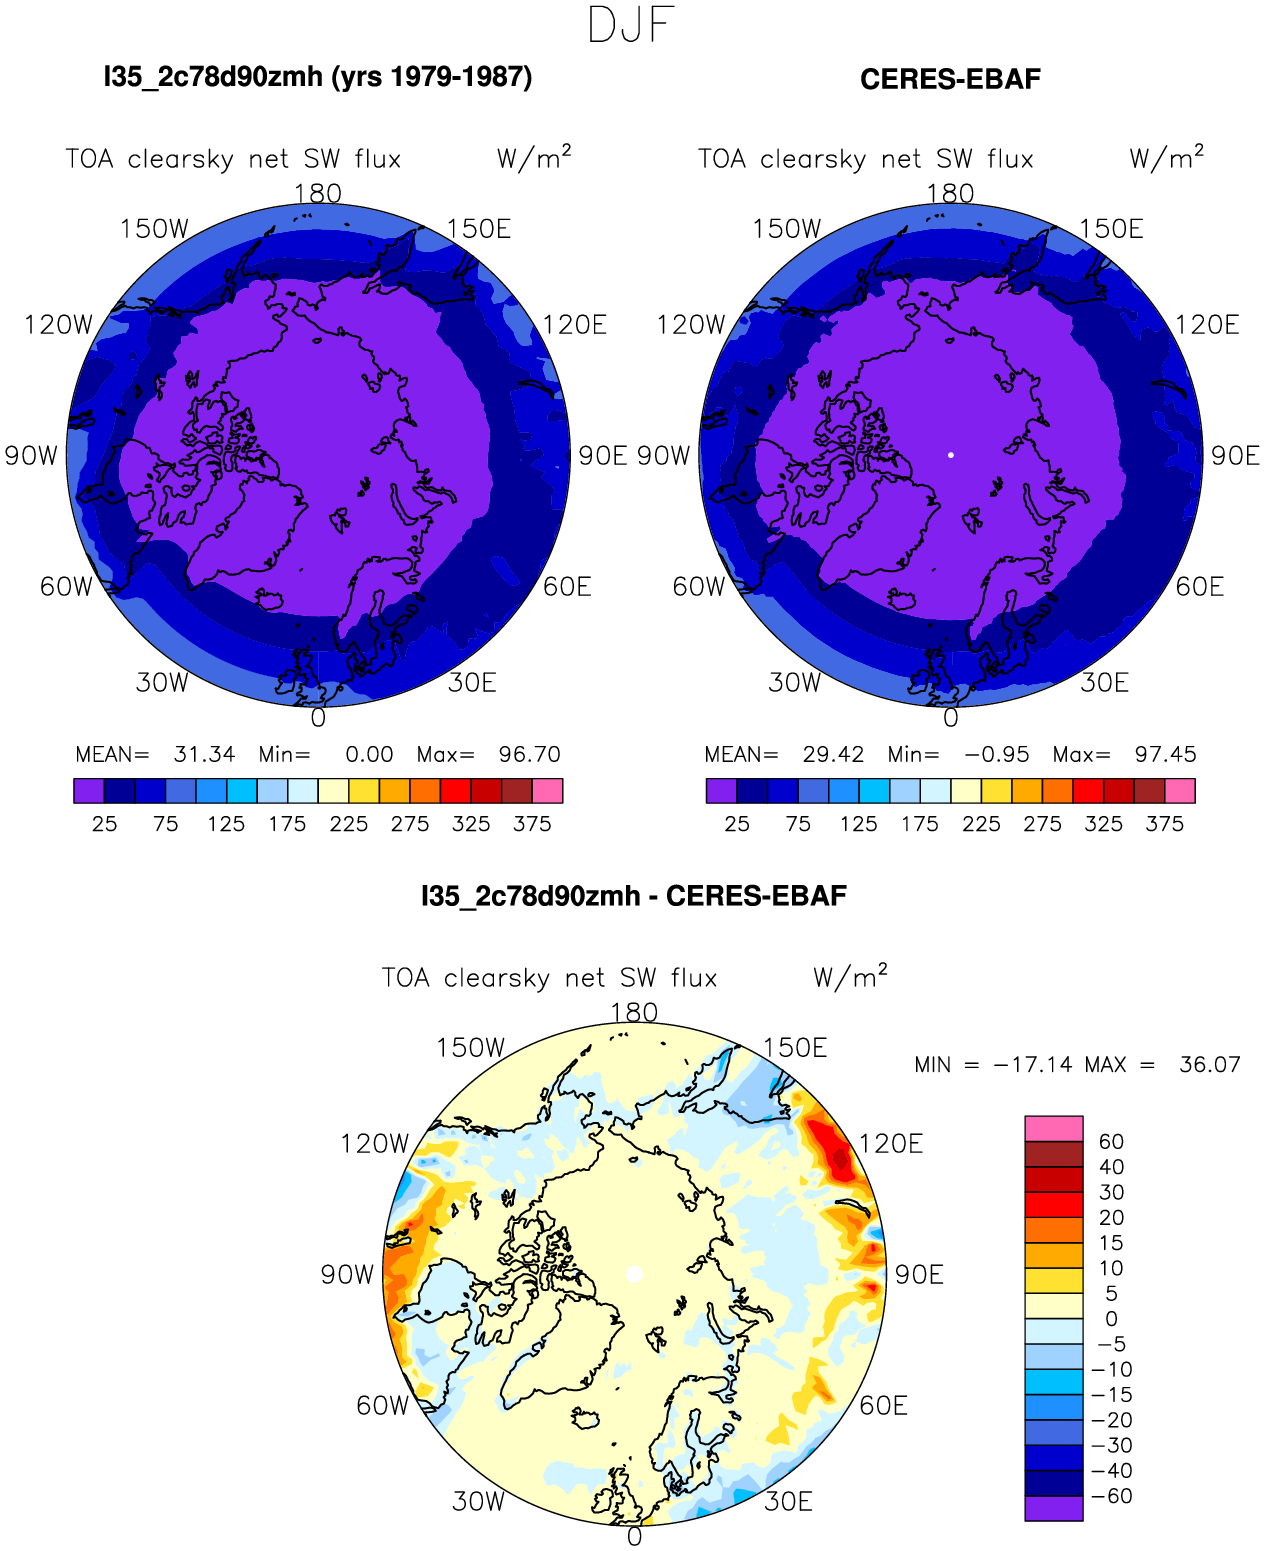 DJF
I35_2c78d90zmh (yrs 1979-1987)
CERES-EBAF
TOA clearsky net SW flux W/m²
TOA clearsky net SW flux W/m²
180
150W 150E
120W 120E
90W 90E
60W 60E
30W 30E
0
180
150W 150E
120W 120E
90W 90E
60W 60E
30W 30E
0
MEAN= 31.34 Min= 0.00 Max= 96.70
25 75 125 175 225 275 325 375
MEAN= 29.42 Min= −0.95 Max= 97.45
25 75 125 175 225 275 325 375
I35_2c78d90zmh - CERES-EBAF
TOA clearsky net SW flux W/m²
180
150W 150E
120W 120E
90W 90E
60W 60E
30W 30E
0
MIN = −17.14 MAX = 36.07
60
40
30
20
15
10
5
0
−5
−10
−15
−20
−30
−40
−60